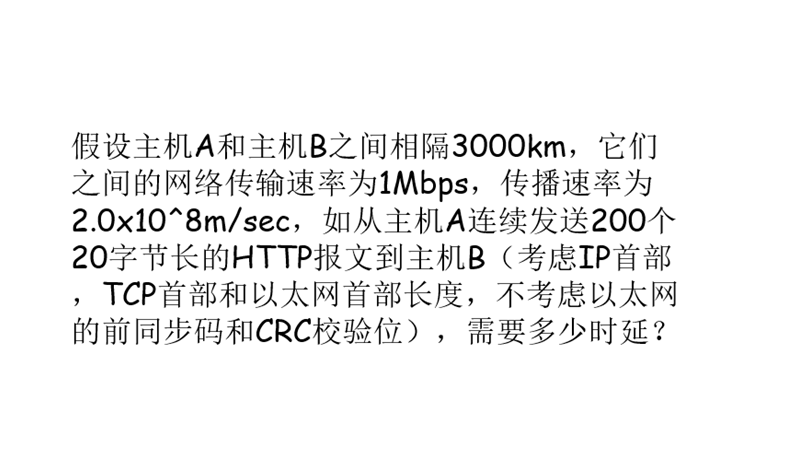 假设主机A和主机B之间相隔3000km，它们
之间的网络传输速率为1Mbps，传播速率为
2.0x10^8m/sec，如从主机A连续发送200个
20字节长的HTTP报文到主机B（考虑IP首部
，TCP首部和以太网首部长度，不考虑以太网
的前同步码和CRC校验位），需要多少时延？